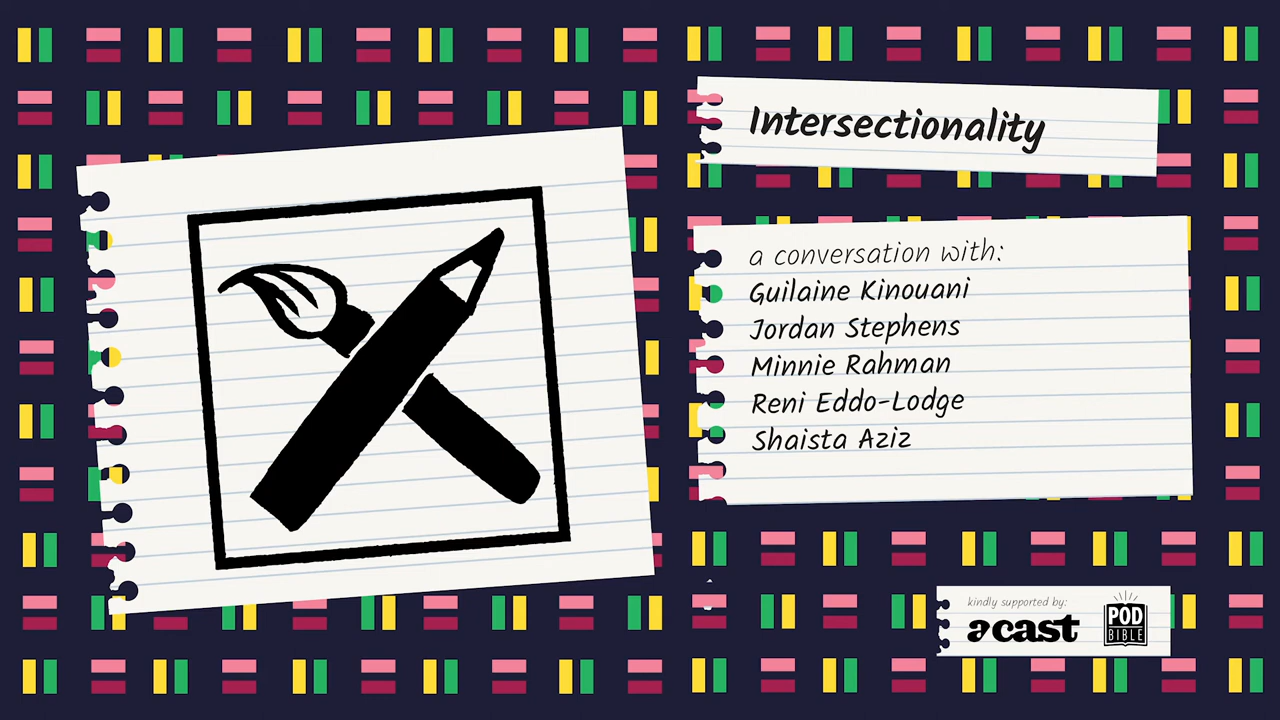 Intersectionality
a conversation with:
Guilaine Kinouani
Jordan Stephens
Minnie Rahman
Reni Eddo-Lodge
Shaista Aziz
kindly supported by:
acast
POD
BIBLE